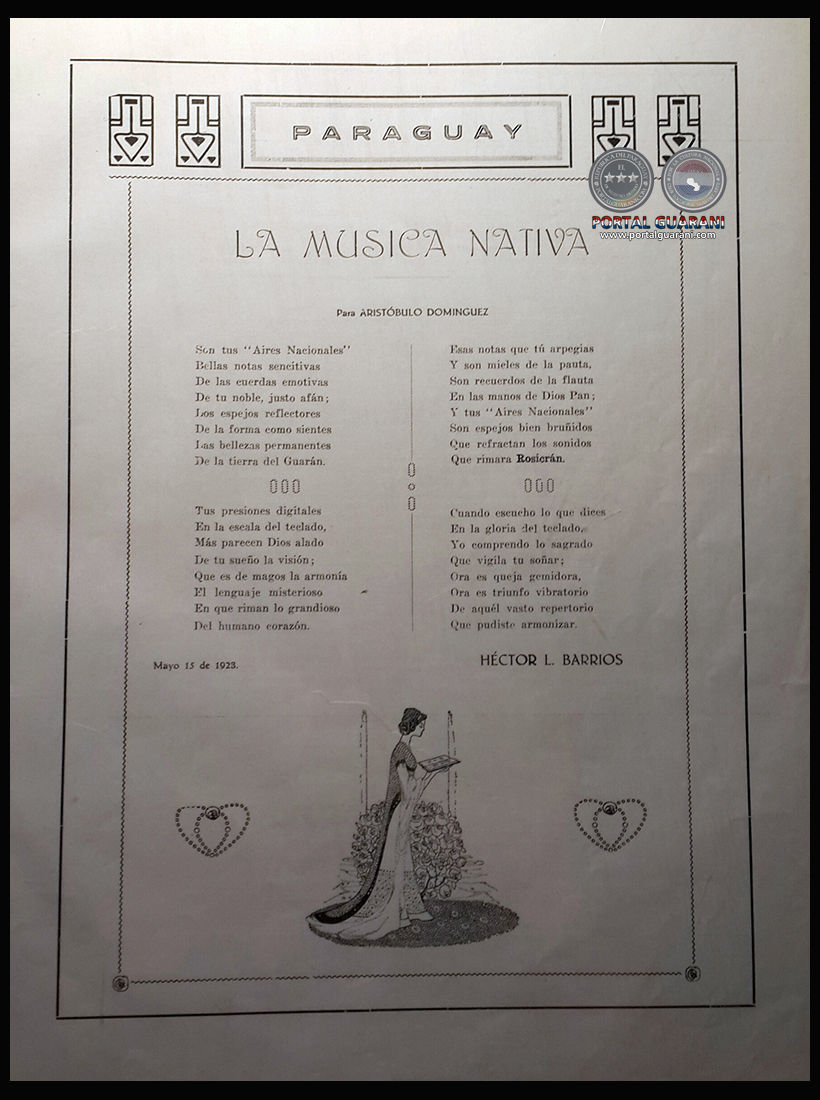 PARAGUAY
PORTAL GUARANI
www.portalguarani.com
LA MUSICA NATIVA
Para ARISTÓBULO DOMINGUEZ
Son tus "Aires Nacionales"
Bellas notas sencitivas
De las cuerdas emotivas
De tu noble, justo afán;
Los espejos reflectores
De la forma como sientes
Las bellezas permanentes
De la tierra del Guarán.
Tus presiones digitales
En la escala del teclado,
Más parecen Dios alado
De tu sueño la visión;
Que es de magos la armonía
El lenguaje misterioso
En que riman lo grandioso
Del humano corazón.
Esas notas que tú arpegias
Y son mieles de la pauta,
Son recuerdos de la flauta
En las manos de Dios Pan;
Y tus "Aires Nacionales"
Son espejos bien bruñidos
Que refractan los sonidos
Que rimara Rosicrán.
Cuando escucho lo que dices
En la gloria del teclado,
Yo comprendo lo sagrado
Que vigila tu soñar;
Ora es queja gemidora,
Ora es triunfo vibratorio
De aquél vasto repertorio
Que pudiste armonizar.
Mayo 15 de 1923.
HÉCTOR L. BARRIOS